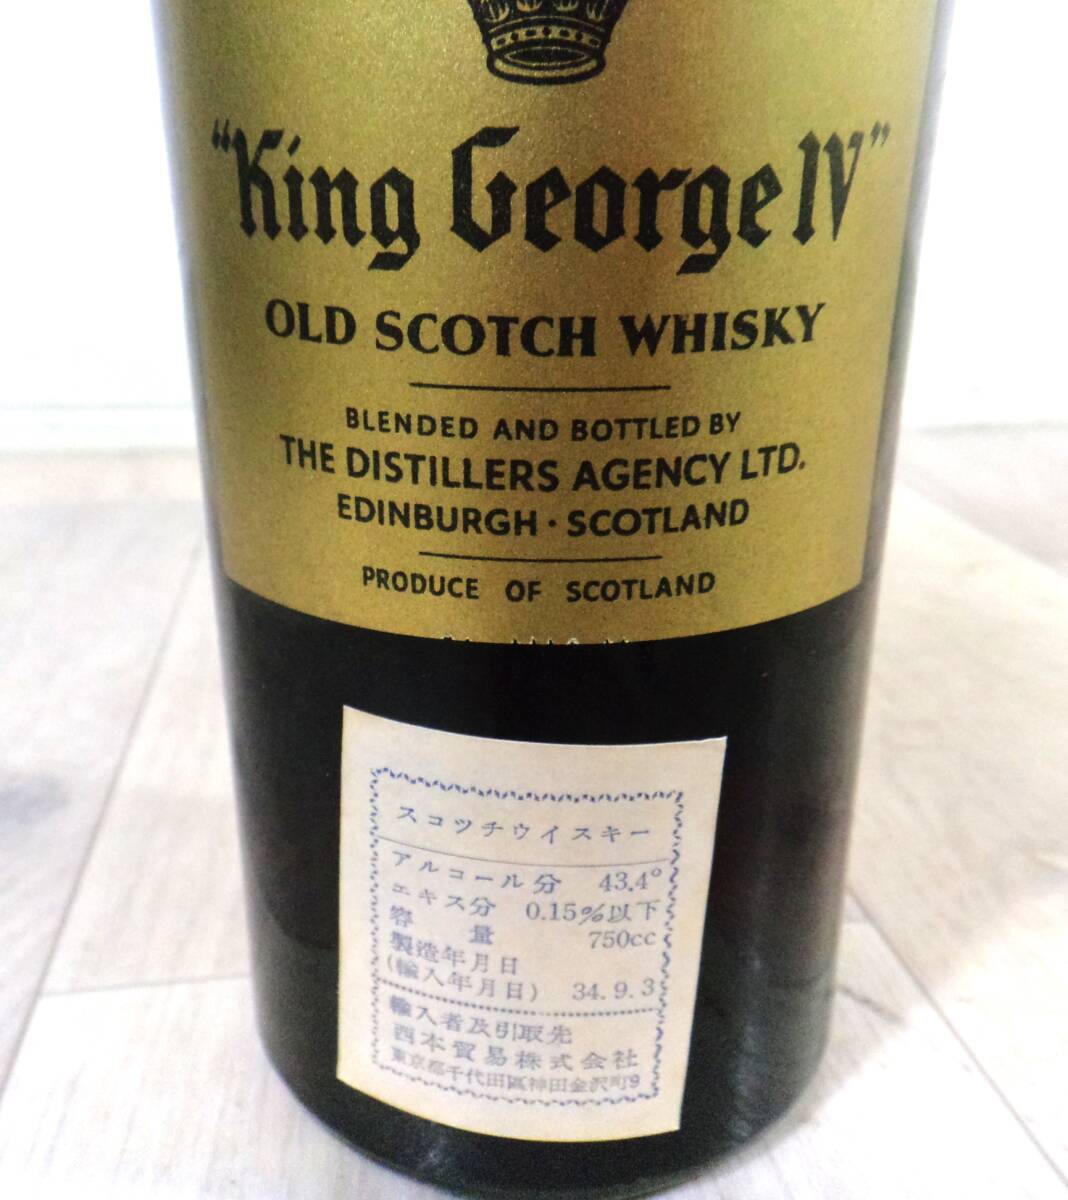 “King George IV”
OLD SCOTCH WHISKY
BLENDED AND BOTTLED BY
THE DISTILLERS AGENCY LTD.
EDINBURGH · SCOTLAND
PRODUCE OF SCOTLAND
スコツチウイスキー
アルコール分 43.4°
エキス分 0.15%以下
容量 750cc
製造年月日
(輸入年月日) 34.9.3
輸入者及引取先
西本貿易株式会社
東京都千代田區神田金沢町9